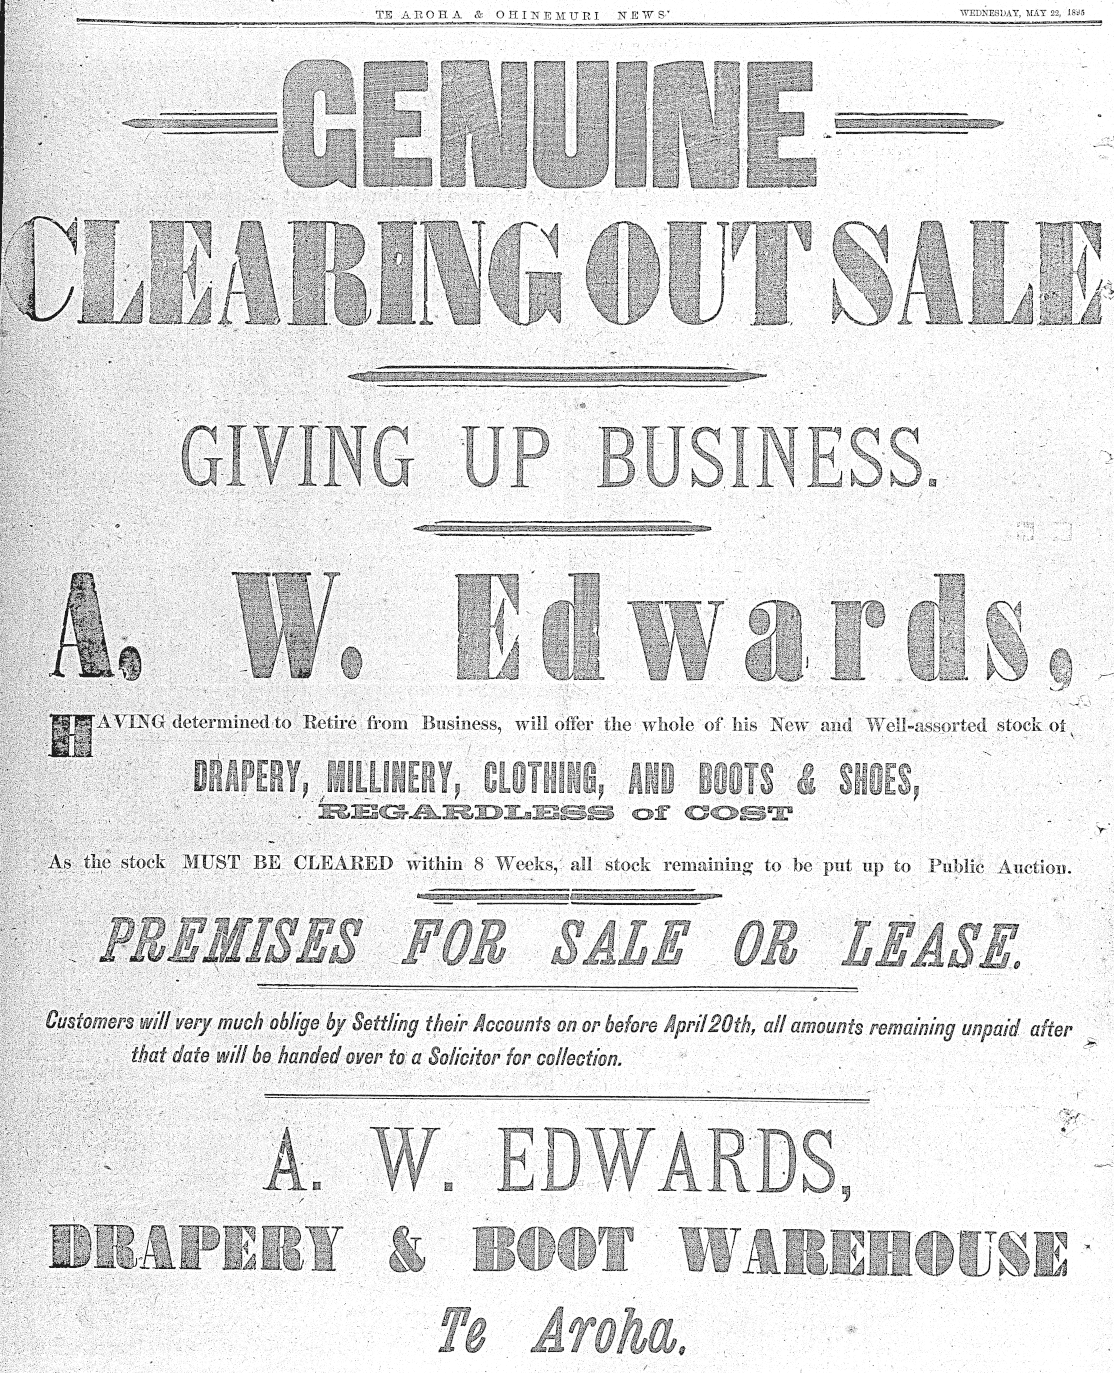 TE AROHA & OHINEMURI NEWS
WEDNESDAY, MAY 22, 1895
GENUINE
CLEARING OUT SALE
GIVING UP BUSINESS.
A. W. Edwards,
HAVING determined to Retire from Business, will offer the whole of his New and Well-assorted stock of
DRAPERY, MILLINERY, CLOTHING, AND BOOTS & SHOES,
REGARDLESS of COST
As the stock MUST BE CLEARED within 8 Weeks, all stock remaining to be put up to Public Auction.
PREMISES FOR SALE OR LEASE.
Customers will very much oblige by Settling their Accounts on or before April 20th, all amounts remaining unpaid after
that date will be handed over to a Solicitor for collection.
A. W. EDWARDS,
DRAPERY & BOOT WAREHOUSE
Te Aroha.